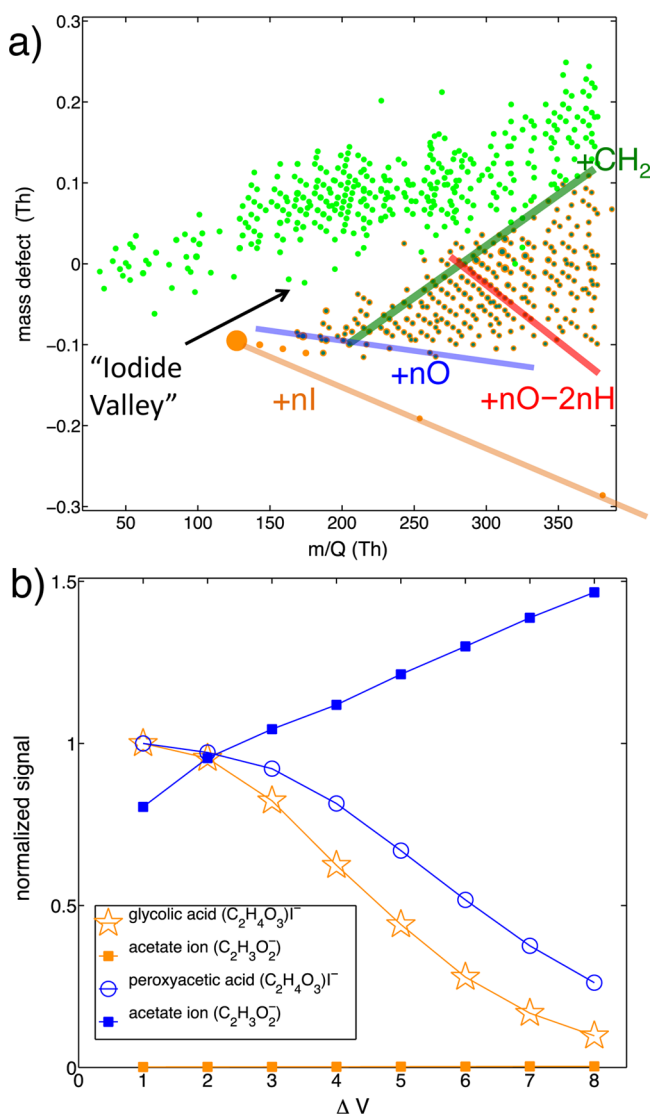 a)
0.3
0.2
0.1
0
−0.1
−0.2
−0.3
mass defect (Th)
+CH₂
"Iodide
Valley"
+nO
+nI
+nO−2nH
50 100 150 200 250 300 350
m/Q (Th)
b)
1.5
1
0.5
0
normalized signal
glycolic acid (C₂H₄O₃)I⁻
acetate ion (C₂H₃O₂⁻)
peroxyacetic acid (C₂H₄O₃)I⁻
acetate ion (C₂H₃O₂⁻)
0 1 2 3 4 5 6 7 8
Δ V